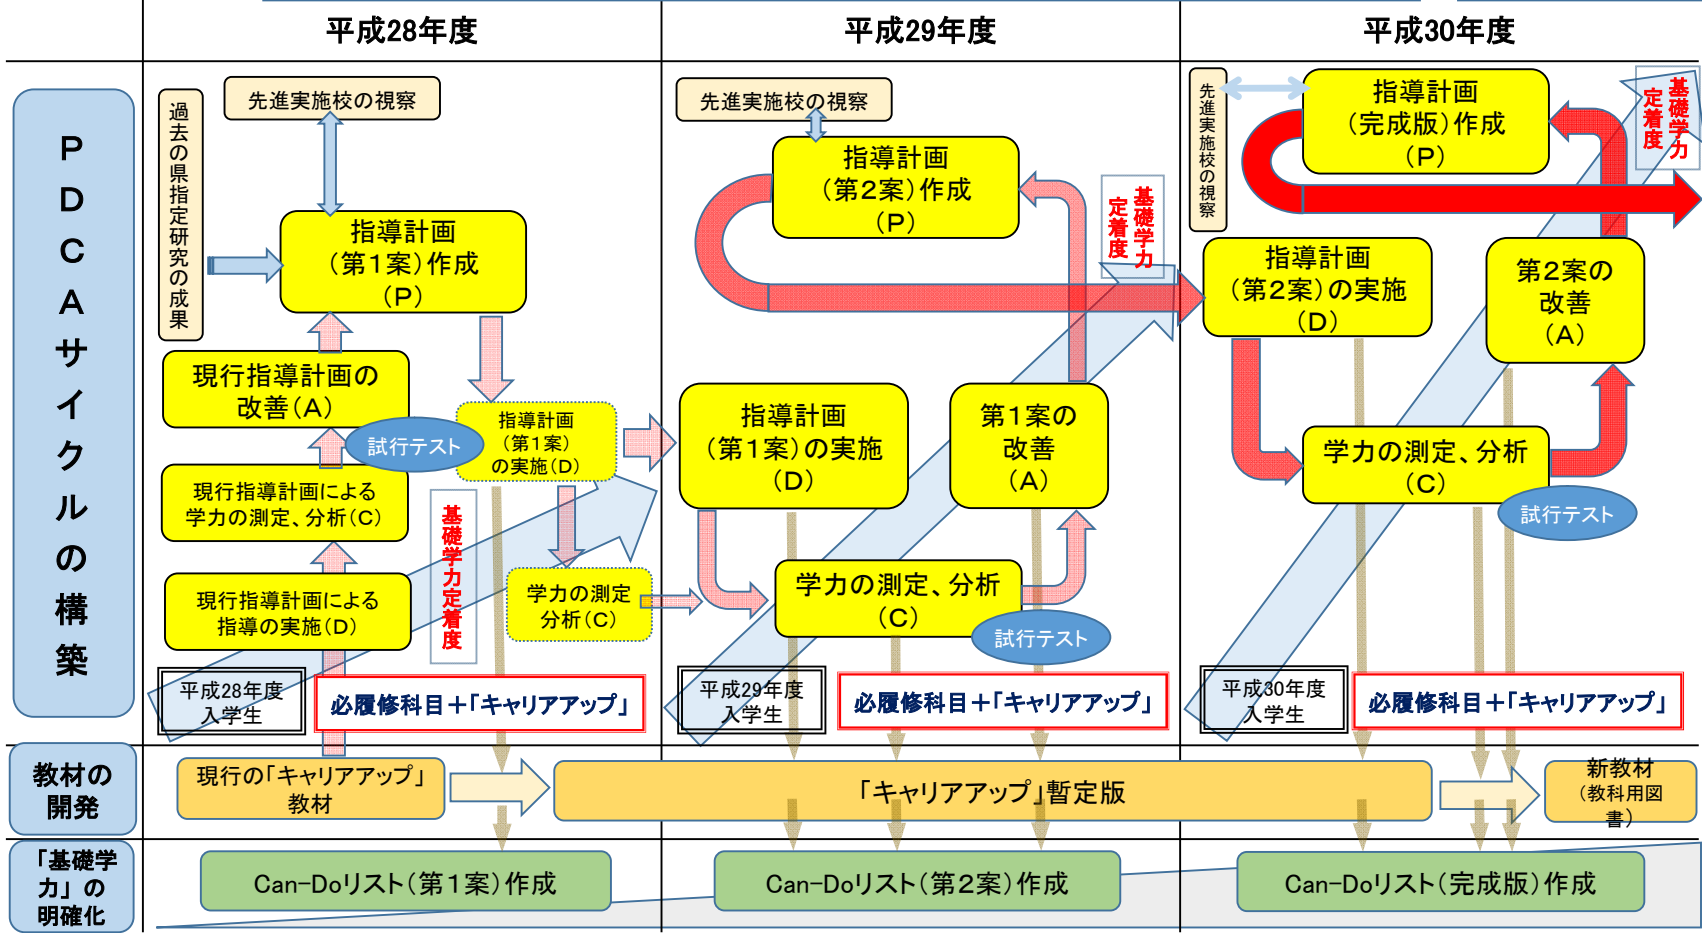 平成28年度
平成29年度
平成30年度
PDCAサイクルの構築
過去の県指定研究の成果
先進実施校の視察
指導計画
(第1案)作成
(P)
現行指導計画の
改善(A)
試行テスト
指導計画
(第1案)
の実施(D)
現行指導計画による
学力の測定、分析(C)
基礎学力定着度
現行指導計画による
指導の実施(D)
学力の測定
分析(C)
平成28年度
入学生
必履修科目+「キャリアアップ」
先進実施校の視察
指導計画
(第2案)作成
(P)
基礎学力
定着度
指導計画
(第1案)の実施
(D)
第1案の
改善
(A)
学力の測定、分析
(C)
試行テスト
平成29年度
入学生
必履修科目+「キャリアアップ」
先進実施校の視察
指導計画
(完成版)作成
(P)
基礎学力
定着度
指導計画
(第2案)の実施
(D)
第2案の
改善
(A)
学力の測定、分析
(C)
試行テスト
平成30年度
入学生
必履修科目+「キャリアアップ」
教材の
開発
現行の「キャリアアップ」
教材
「キャリアアップ」暫定版
新教材
(教科用図
書)
「基礎学
力」の
明確化
Can-Doリスト(第1案)作成
Can-Doリスト(第2案)作成
Can-Doリスト(完成版)作成